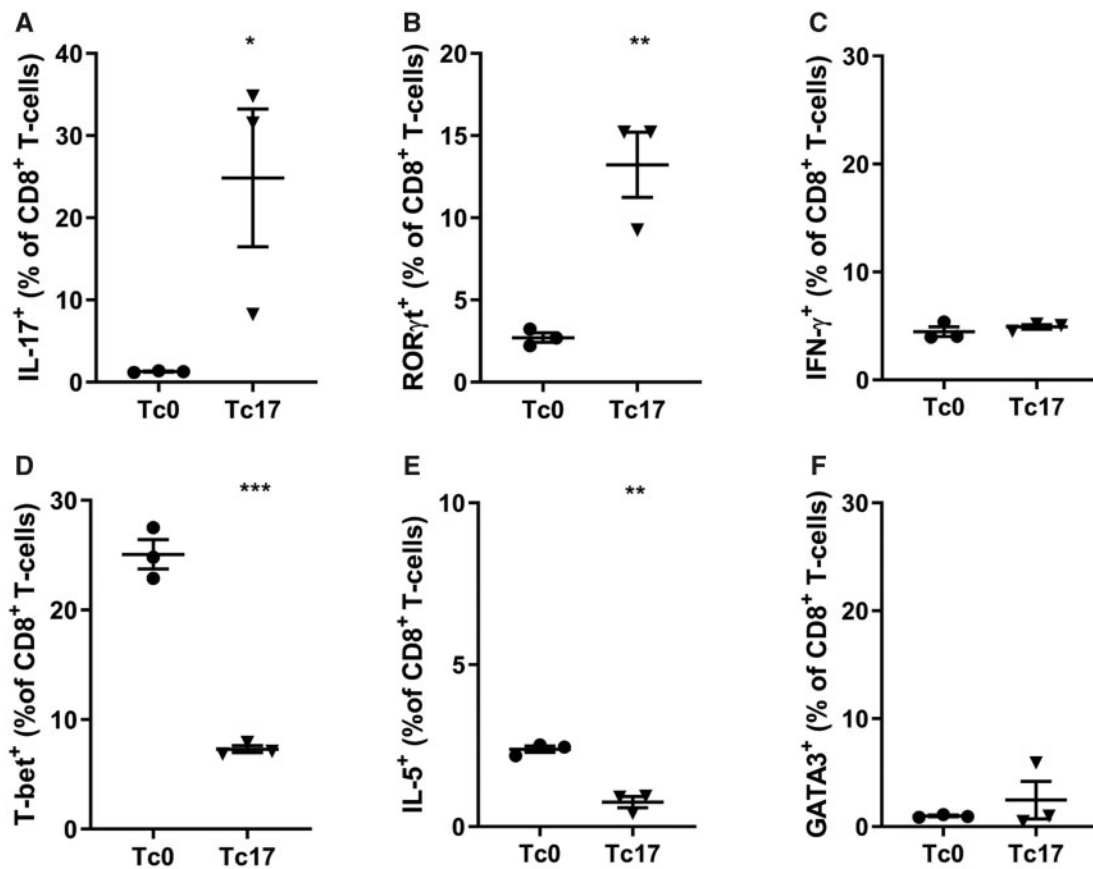 A
IL-17⁺ (% of CD8⁺ T-cells)
40
30
20
10
0
*
Tc0 Tc17
B
RORγt⁺ (% of CD8⁺ T-cells)
20
15
10
5
0
**
Tc0 Tc17
C
IFN-γ⁺ (% of CD8⁺ T-cells)
30
20
10
0
Tc0 Tc17
D
T-bet⁺ (%of CD8⁺ T-cells)
30
20
10
0
***
Tc0 Tc17
E
IL-5⁺ (%of CD8⁺ T-cells)
10
5
0
**
Tc0 Tc17
F
GATA3⁺ (% of CD8⁺ T-cells)
30
20
10
0
Tc0 Tc17